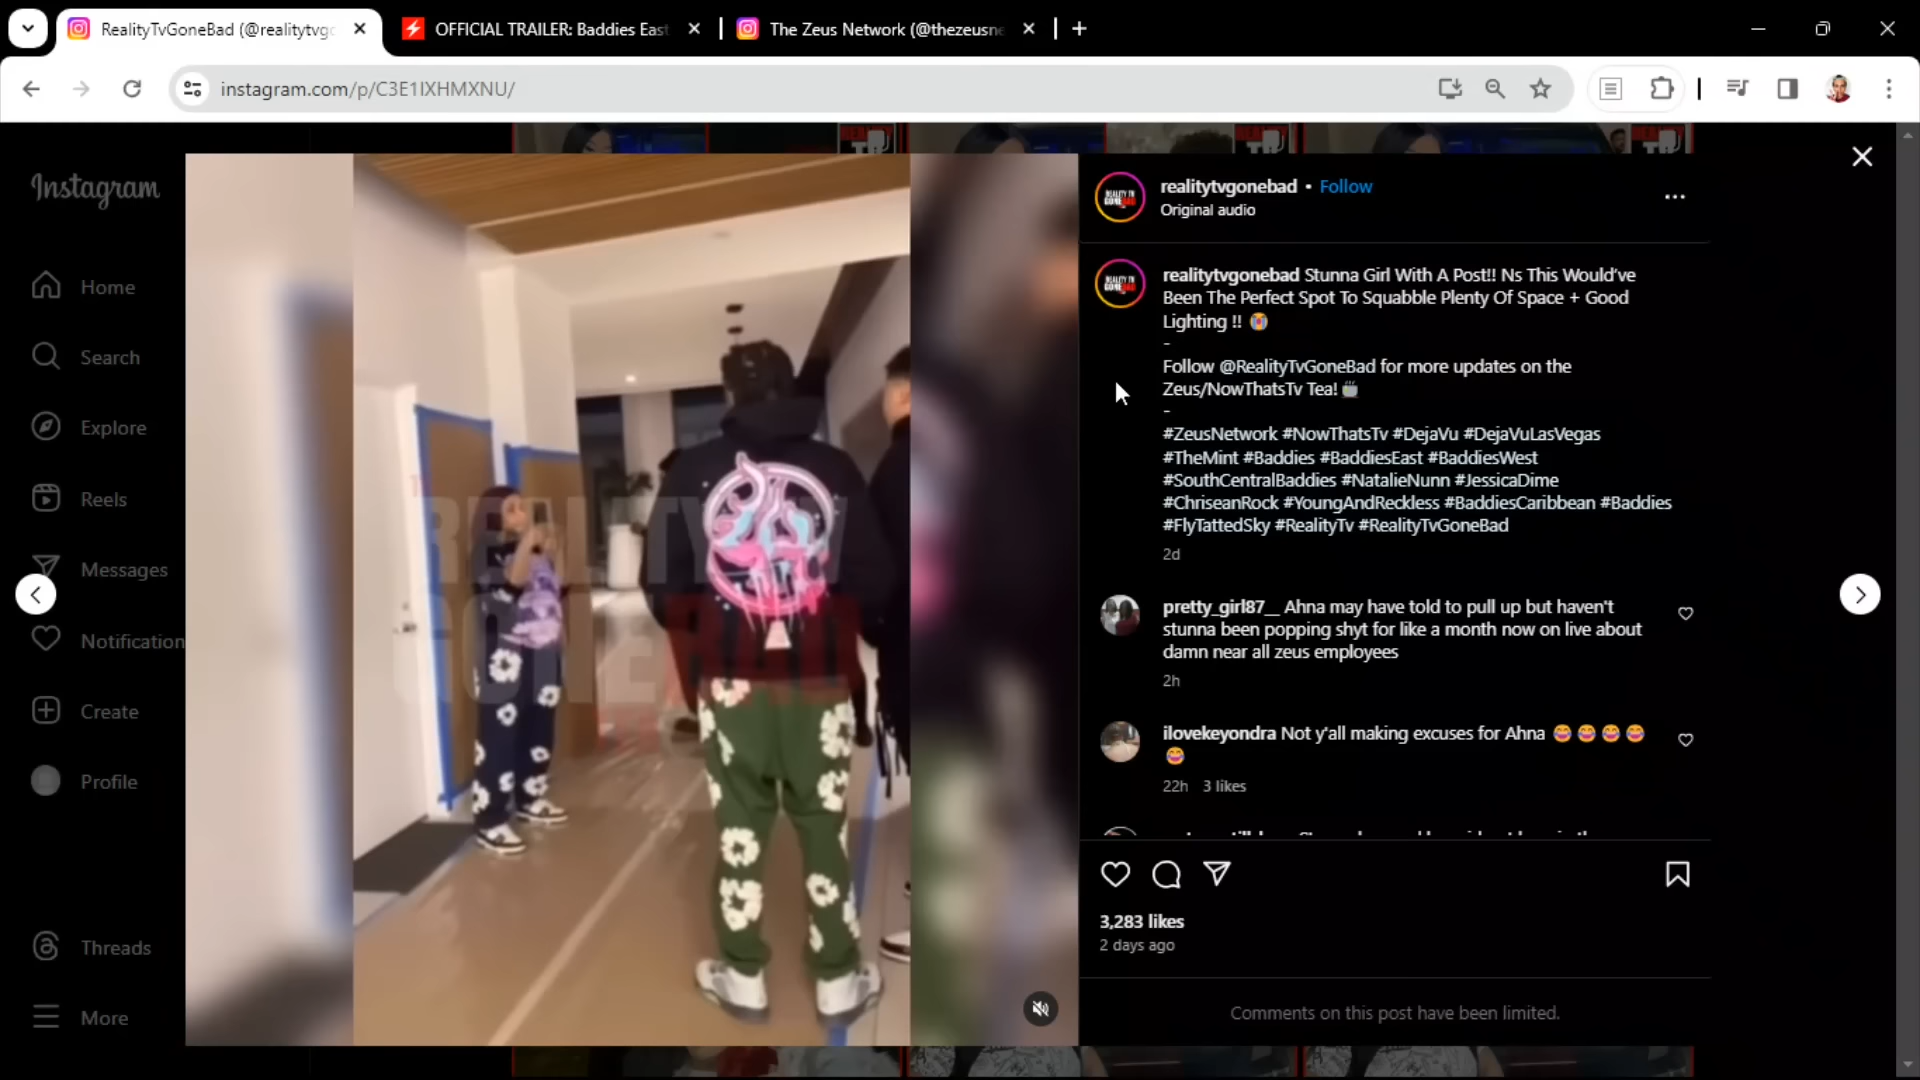 RealityTvGoneBad (@realitytvgo
OFFICIAL TRAILER: Baddies East
The Zeus Network (@thezeusne
instagram.com/p/C3E1IXHMXNU/
Instagram
Home
Search
Explore
Reels
Messages
Notification
Create
Profile
Threads
More
REALITY TV
GONEBAD
realitytvgonebad • Follow
Original audio
realitytvgonebad Stunna Girl With A Post!! Ns This Would've
Been The Perfect Spot To Squabble Plenty Of Space + Good
Lighting !! 😭
-
Follow @RealityTvGoneBad for more updates on the
Zeus/NowThatsTv Tea! 🍵
-
#ZeusNetwork #NowThatsTv #DejaVu #DejaVuLasVegas
#TheMint #Baddies #BaddiesEast #BaddiesWest
#SouthCentralBaddies #NatalieNunn #JessicaDime
#ChriseanRock #YoungAndReckless #BaddiesCaribbean #Baddies
#FlyTattedSky #RealityTv #RealityTvGoneBad
2d
pretty_girl87__ Ahna may have told to pull up but haven't
stunna been popping shyt for like a month now on live about
damn near all zeus employees
2h
ilovekeyondra Not y'all making excuses for Ahna 😂 😂 😂 😂
😂
22h 3 likes
3,283 likes
2 days ago
Comments on this post have been limited.